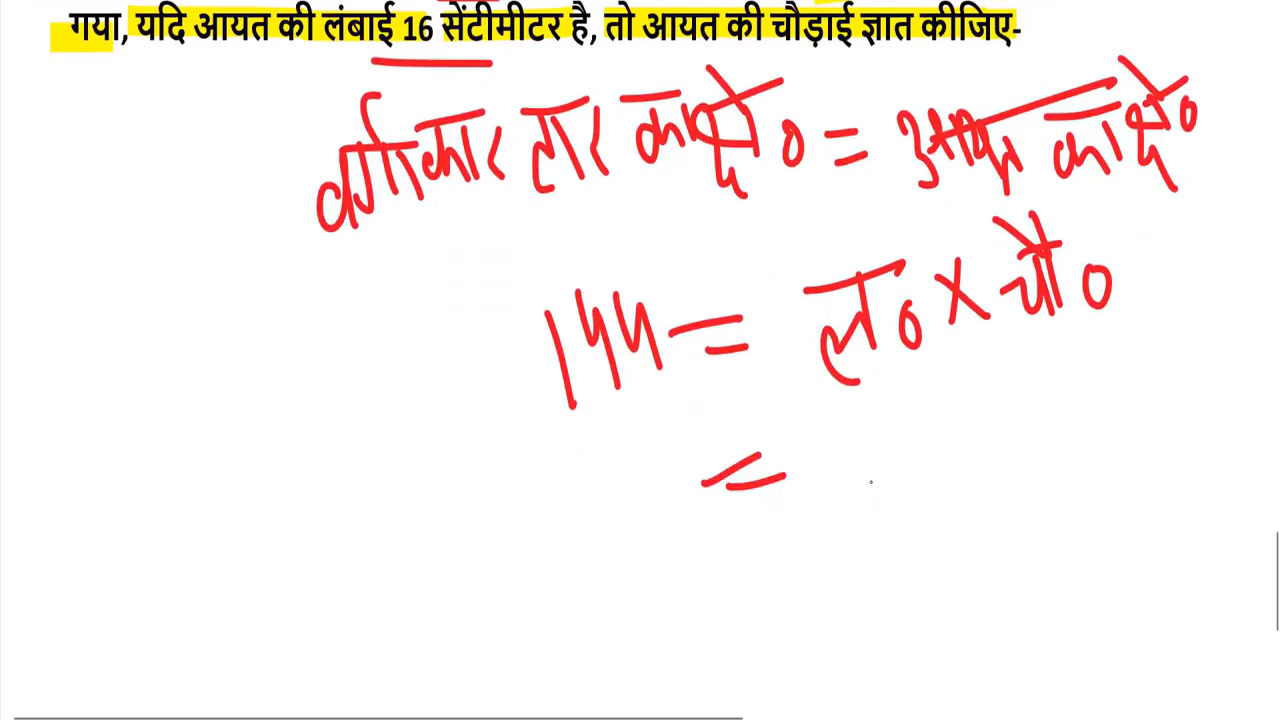 गया, यदि आयत की लंबाई 16 सेंटीमीटर है, तो आयत की चौड़ाई ज्ञात कीजिए-
वर्गाकार तार का क्षे० = आयत का क्षे०
144 = ल० × चौ०
=